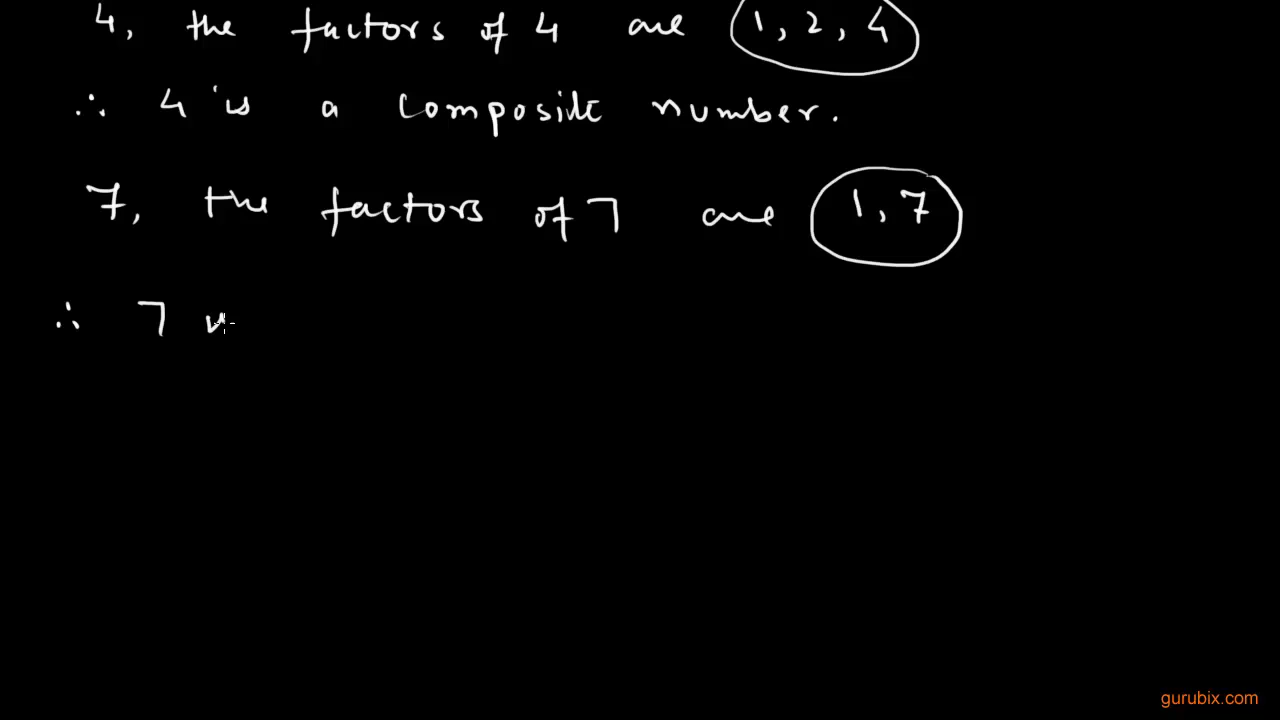 4, the factors of 4 are 1, 2, 4
∴ 4 is a composite number.
7, the factors of 7 are 1, 7
∴ 7
gurubix.com